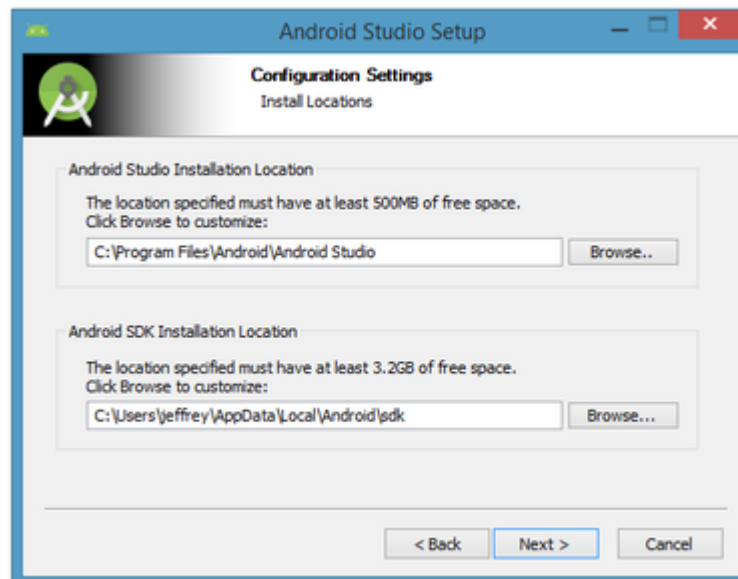 Android Studio Setup
Configuration Settings
Install Locations
Android Studio Installation Location
The location specified must have at least 500MB of free space.
Click Browse to customize:
C:\Program Files\Android\Android Studio
Browse..
Android SDK Installation Location
The location specified must have at least 3.2GB of free space.
Click Browse to customize:
C:\Users\jeffrey\AppData\Local\Android\sdk
Browse...
< Back
Next >
Cancel